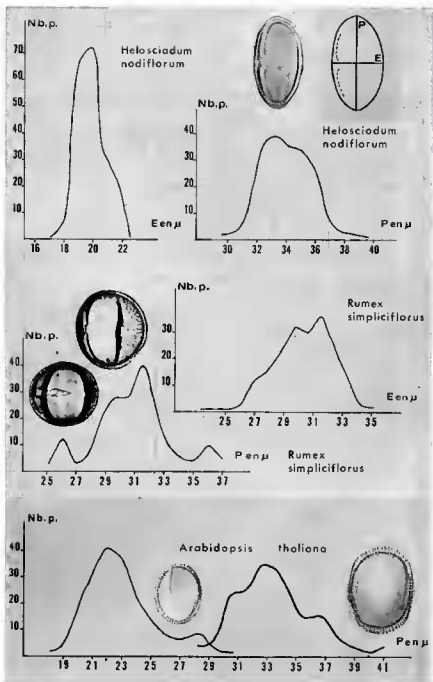 Nb.p.
70
60
50
40
30
20
10
Helosciadum
nodiflorum
16 18 20 22
E en µ
P
E
Nb.p.
40
30
20
10
Helosciodum
nodiflorum
30 32 34 36 38 40
P en µ
Nb.p.
30
20
10
Rumex
simpliciflorus
E en µ
25 27 29 31 33 35
Nb.p.
40
30
20
10
P en µ
Rumex
simpliciflorus
25 27 29 31 33 35 37
Nb.p.
40
30
20
10
Arabidopsis tholiana
P en µ
19 21 23 25 27 29 31 33 35 37 39 41